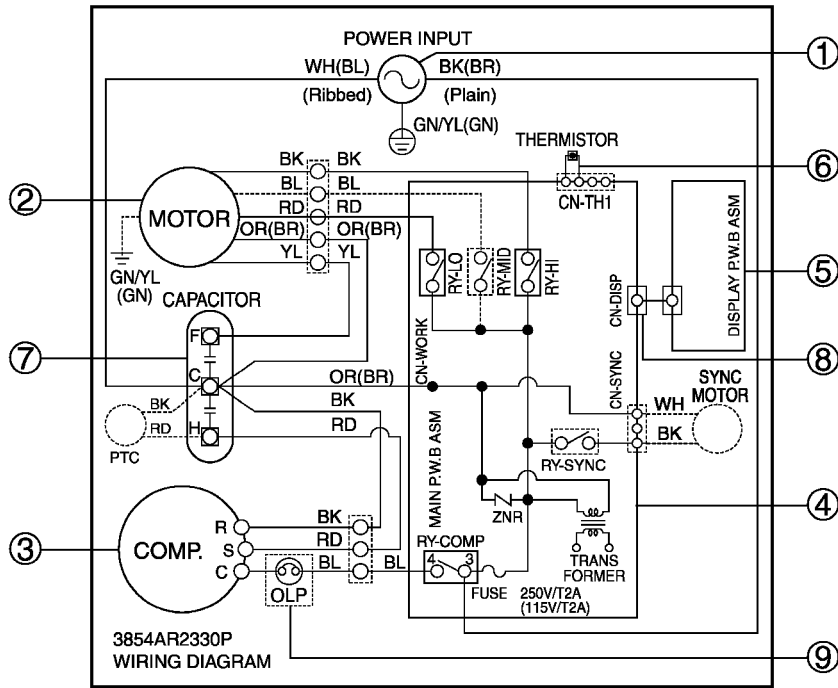 POWER INPUT
WH(BL) BK(BR)
(Ribbed) (Plain)
GN/YL(GN)
1
THERMISTOR
6
CN-TH1
BK BK
BL BL
RD RD
OR(BR) OR(BR)
YL YL
2
MOTOR
GN/YL
(GN)
RY-LO
RY-MID
RY-HI
CN-DISP
DISPLAY P.W.B ASM
5
CAPACITOR
F
7
C
H
BK
RD
PTC
OR(BR)
BK
RD
CN-WORK
MAIN P.W.B ASM
CN-SYNC
8
SYNC
MOTOR
WH
BK
RY-SYNC
ZNR
4
TRANS
FORMER
3
COMP.
R
S
C
BK
RD
BL BL
OLP
RY-COMP
4 3
FUSE
250V/T2A
(115V/T2A)
3854AR2330P
WIRING DIAGRAM
9